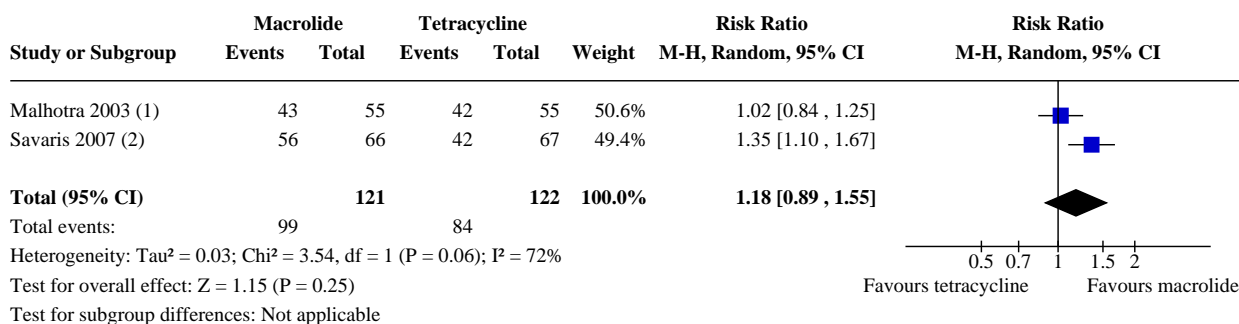 Macrolide Tetracycline Risk Ratio Risk Ratio
Study or Subgroup Events Total Events Total Weight M-H, Random, 95% CI M-H, Random, 95% CI
Malhotra 2003 (1) 43 55 42 55 50.6% 1.02 [0.84 , 1.25]
Savaris 2007 (2) 56 66 42 67 49.4% 1.35 [1.10 , 1.67]
Total (95% CI) 121 122 100.0% 1.18 [0.89 , 1.55]
Total events: 99 84
Heterogeneity: Tau² = 0.03; Chi² = 3.54, df = 1 (P = 0.06); I² = 72%
0.5 0.7 1 1.5 2
Test for overall effect: Z = 1.15 (P = 0.25) Favours tetracycline Favours macrolide
Test for subgroup differences: Not applicable